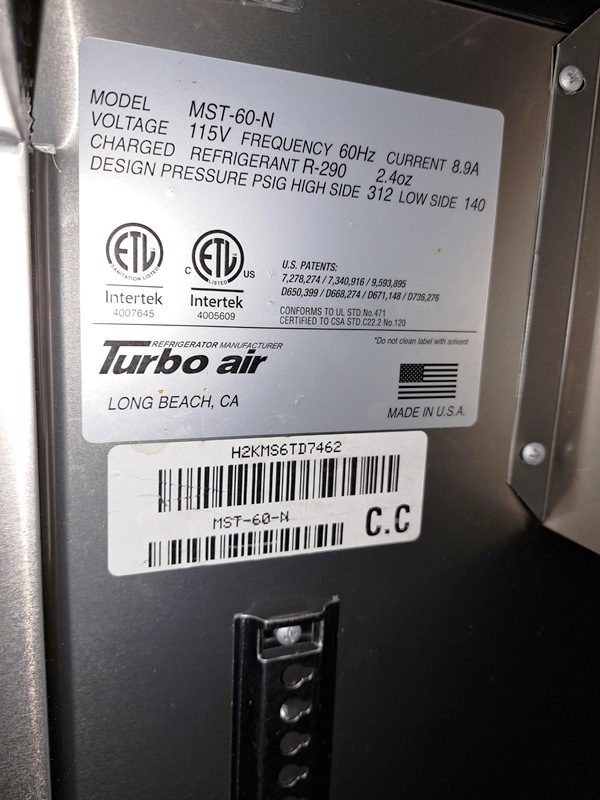 MODEL MST-60-N
VOLTAGE 115V FREQUENCY 60Hz CURRENT 8.9A
CHARGED REFRIGERANT R-290 2.4oz
DESIGN PRESSURE PSIG HIGH SIDE 312 LOW SIDE 140
ETL
SANITATION LISTED
Intertek
4007645
C ETL US
LISTED
Intertek
4005609
U.S. PATENTS:
7,278,274 / 7,340,916 / 9,593,895
D650,399 / D668,274 / D671,148 / D736,276
CONFORMS TO UL STD.No.471
CERTIFIED TO CSA STD.C22.2 No.120
REFRIGERATOR MANUFACTURER
Turbo air
LONG BEACH, CA
*Do not clean label with solvent
MADE IN U.S.A.
H2KMS6TD7462
MST-60-N
C.C